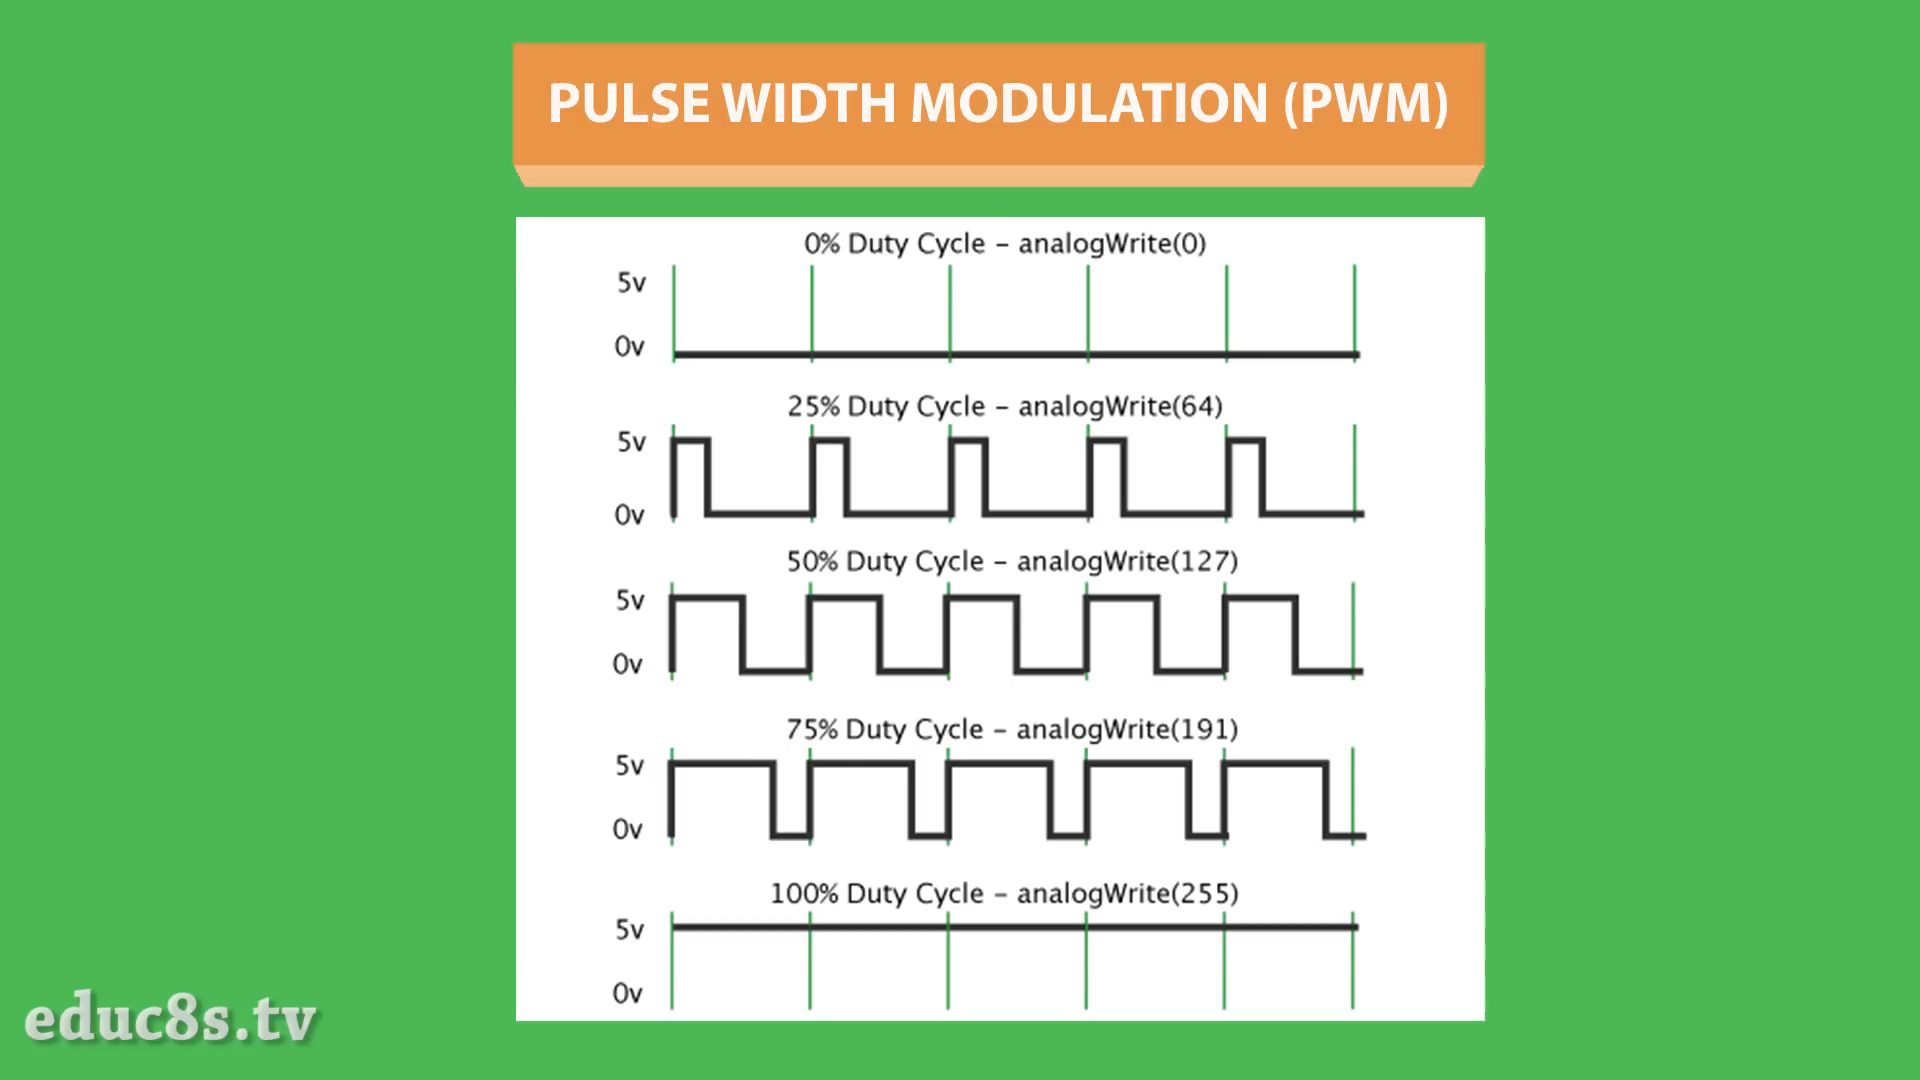 PULSE WIDTH MODULATION (PWM)
0% Duty Cycle – analogWrite(0)
5v
0v
25% Duty Cycle – analogWrite(64)
5v
0v
50% Duty Cycle – analogWrite(127)
5v
0v
75% Duty Cycle – analogWrite(191)
5v
0v
100% Duty Cycle – analogWrite(255)
5v
0v
educ8s.tv